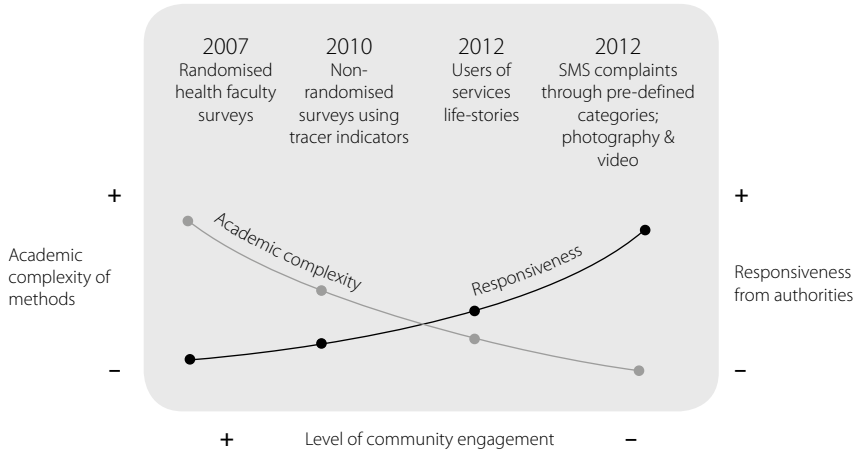 2007
Randomised
health faculty
surveys
2010
Non-
randomised
surveys using
tracer indicators
2012
Users of
services
life-stories
2012
SMS complaints
through pre-defined
categories;
photography &
video
+
Academic
complexity of
methods
–
Academic complexity
Responsiveness
+
Responsiveness
from authorities
–
+ Level of community engagement –